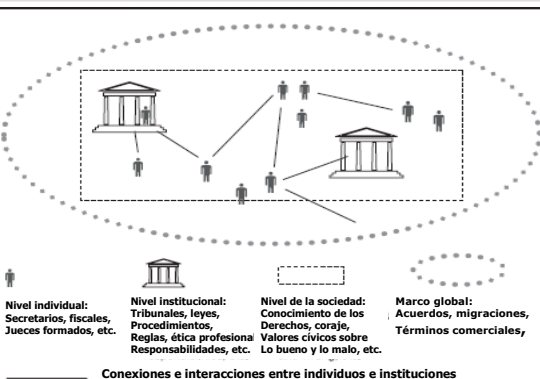 Nivel individual:
Secretarios, fiscales,
Jueces formados, etc.
Nivel institucional:
Tribunales, leyes,
Procedimientos,
Reglas, ética profesional
Responsabilidades, etc.
Nivel de la sociedad:
Conocimiento de los
Derechos, coraje,
Valores cívicos sobre
Lo bueno y lo malo, etc.
Marco global:
Acuerdos, migraciones,
Términos comerciales,
Conexiones e interacciones entre individuos e instituciones